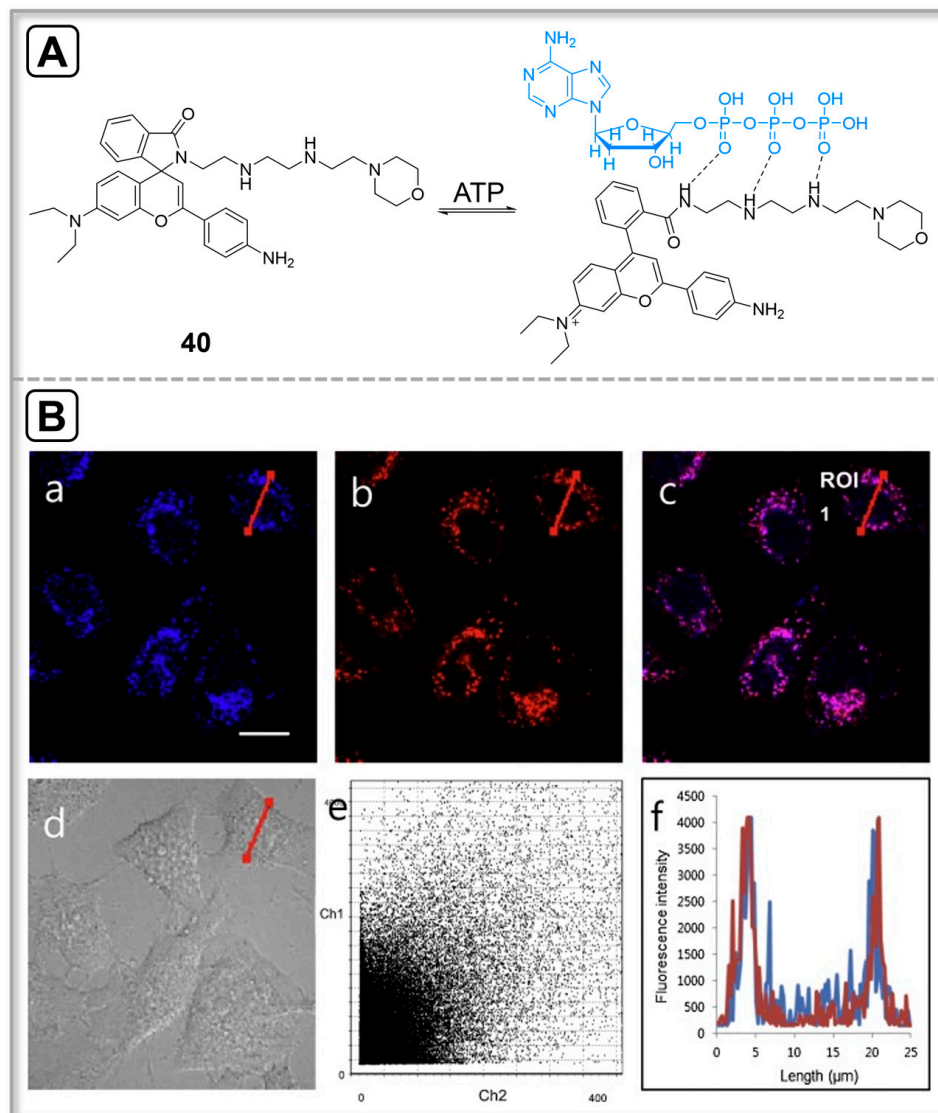 A
NH₂
N
N
N
N
O
OH
OH
OH
O
P
O
P
O
P
OH
O
O
O
H
H
H
H
OH
O
N
N
H
H
N
N
O
N
O
NH₂
ATP
H
N
O
H
N
H
N
N
O
N
+
O
NH₂
40
B
a
b
c
ROI
1
d
e
Ch1
0
0
Ch2
400
f
Fluorescence intensity
4500
4000
3500
3000
2500
2000
1500
1000
500
0
0
5
10
15
20
25
Length (µm)